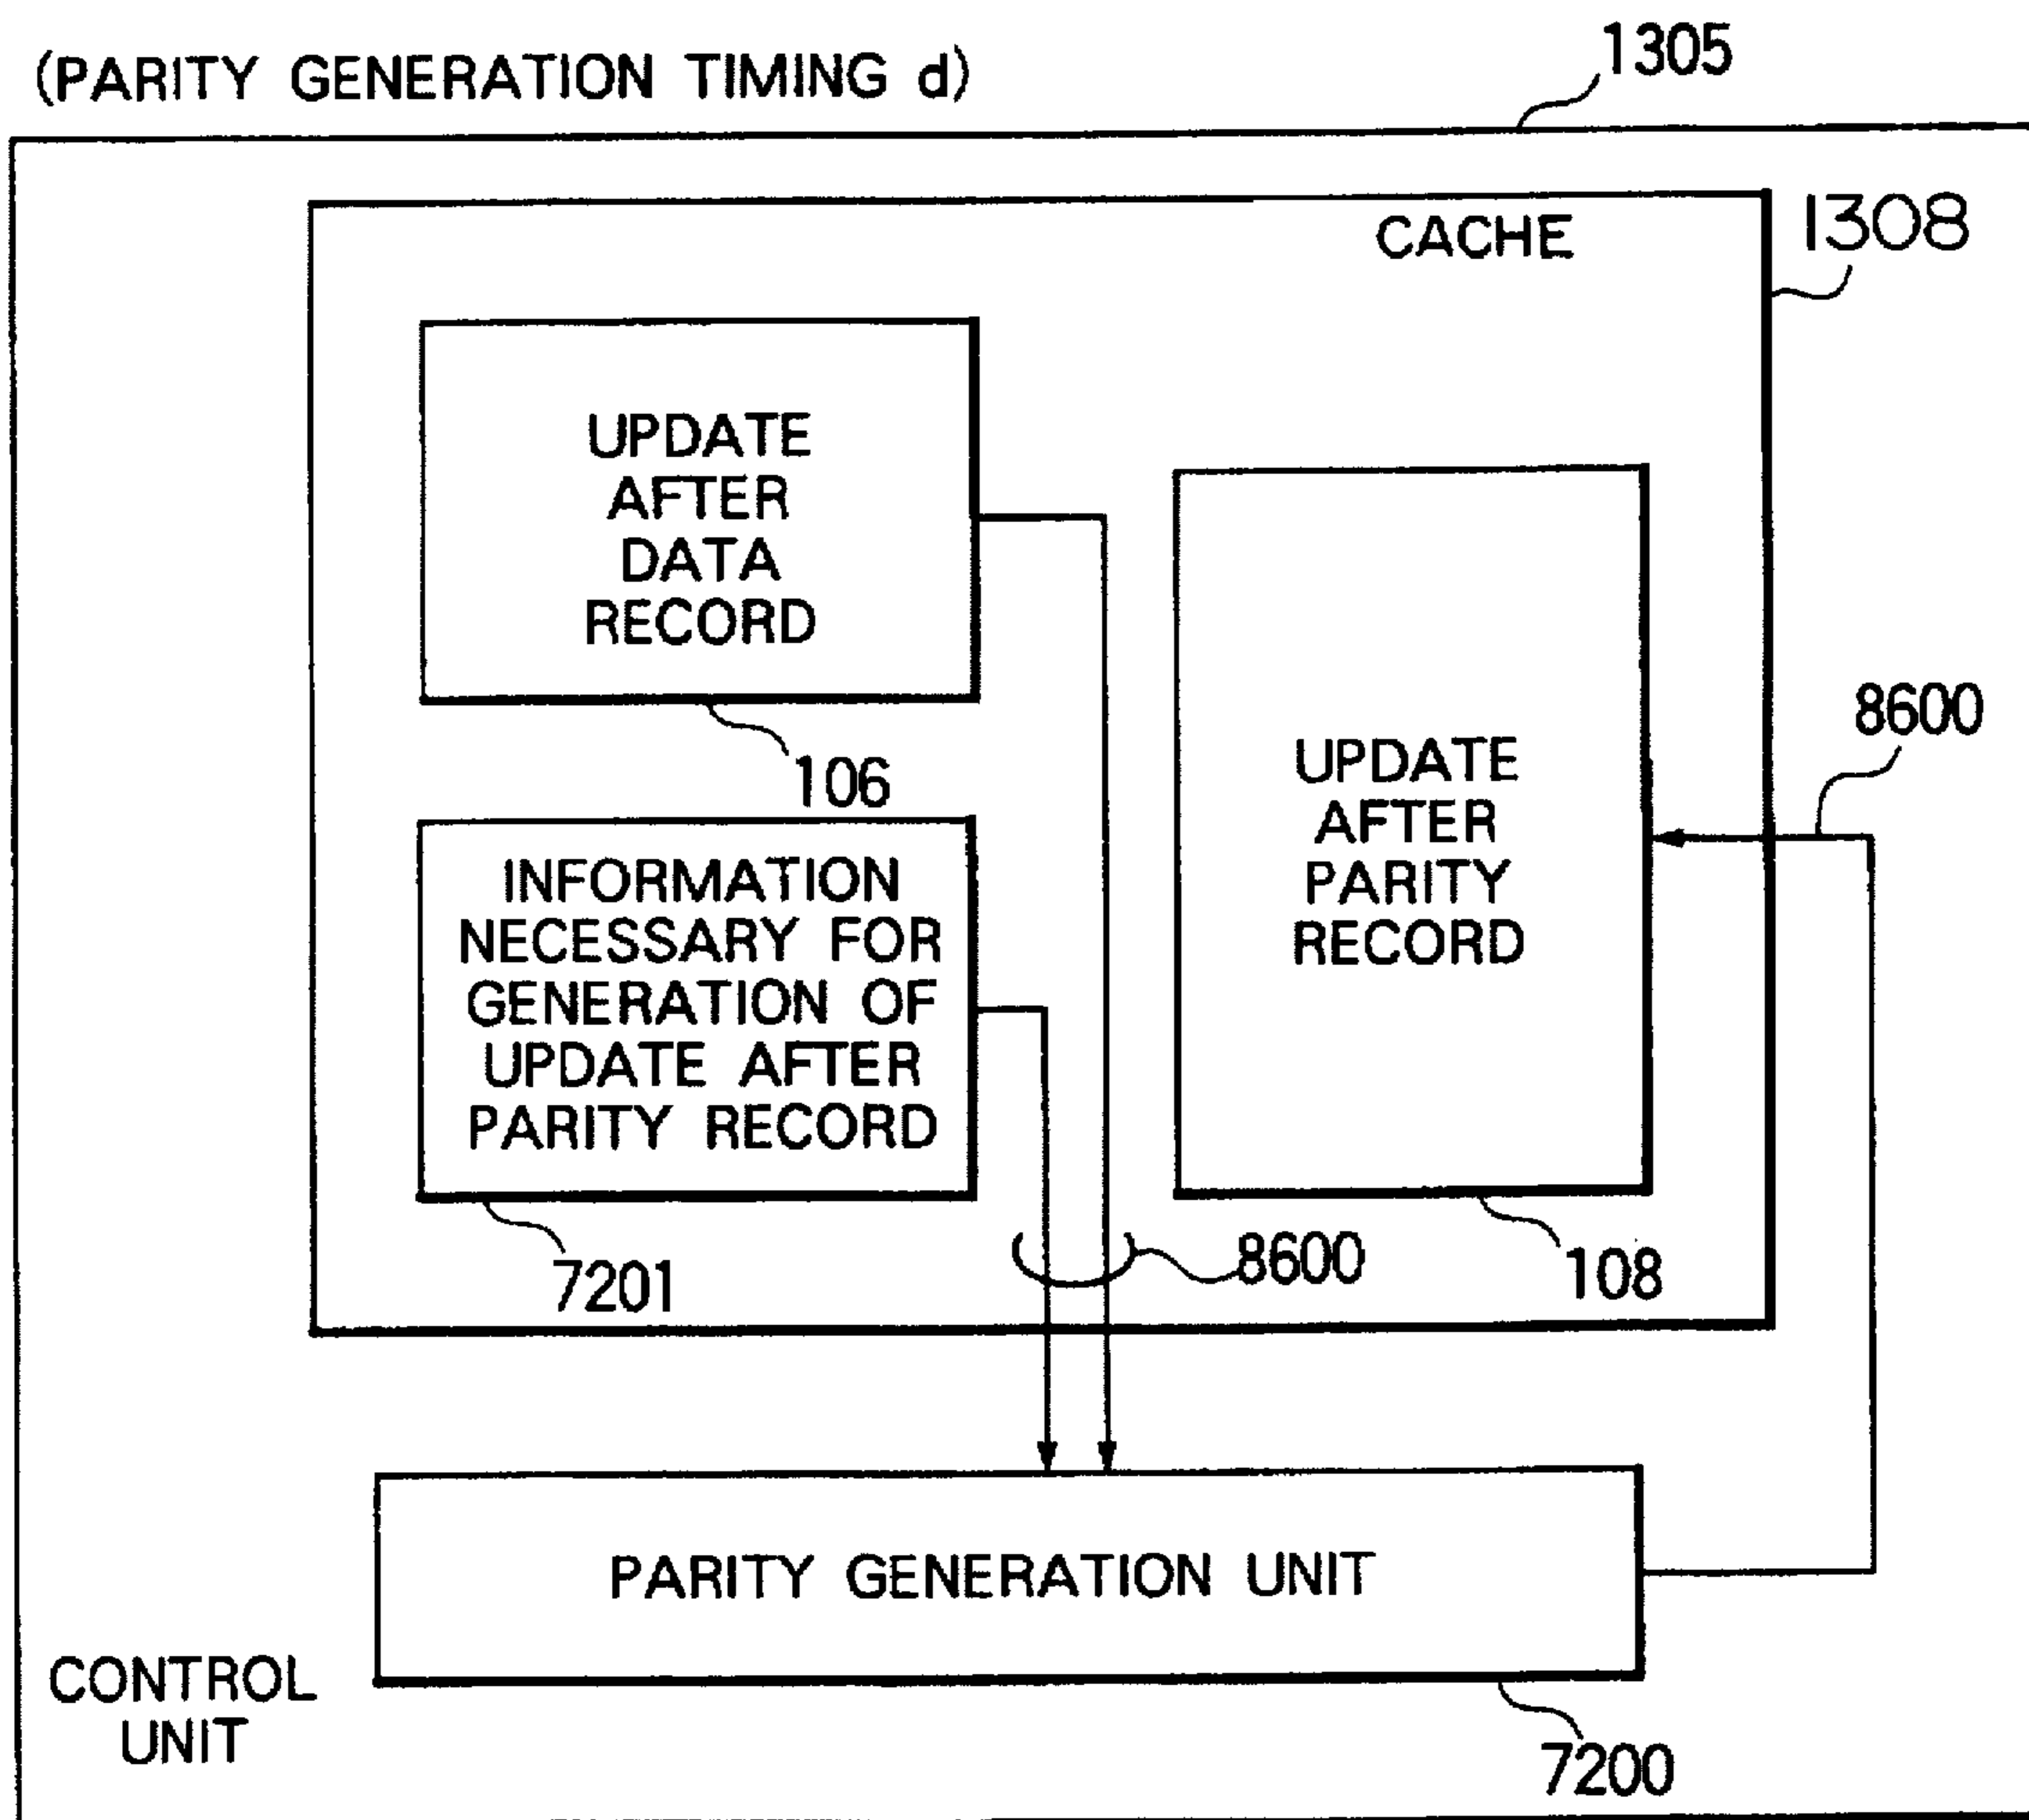 (PARITY GENERATION TIMING d)
1305
CACHE
1308
UPDATE
AFTER
DATA
RECORD
106
8600
UPDATE
AFTER
PARITY
RECORD
INFORMATION
NECESSARY FOR
GENERATION OF
UPDATE AFTER
PARITY RECORD
7201
8600
108
PARITY GENERATION UNIT
CONTROL
UNIT
7200